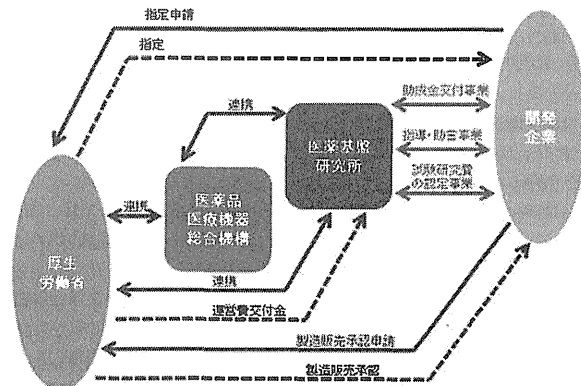 指定申請
指定
連携
医薬基盤
研究所
助成金交付事業
指導・助言事業
試験研究費
の認定事業
開発
企業
医薬品
医療機器
総合機構
連携
厚生
労働省
連携
運営費交付金
製造販売承認申請
製造販売承認